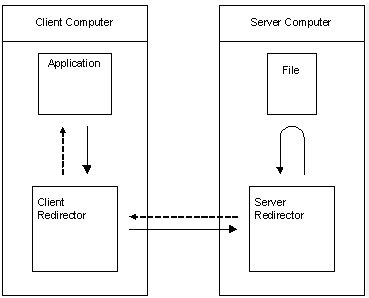 Client Computer
Server Computer
Application
File
Client
Redirector
Server
Redirector